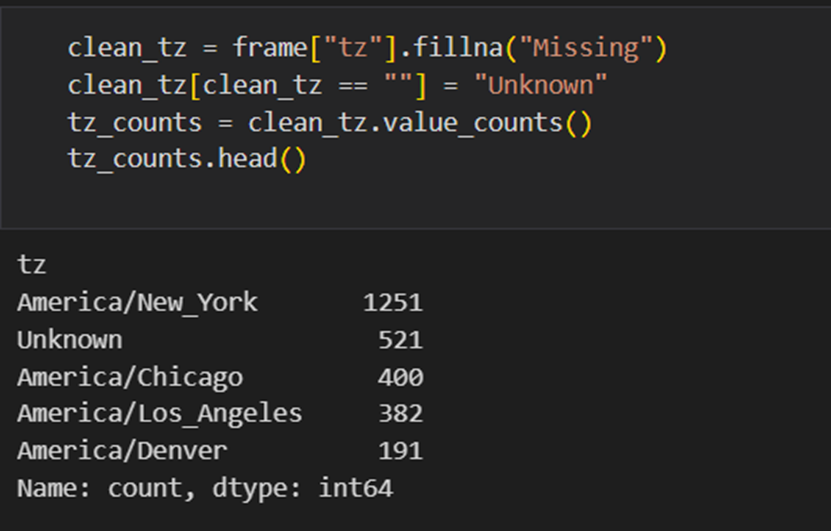 clean_tz = frame["tz"].fillna("Missing")
clean_tz[clean_tz == ""] = "Unknown"
tz_counts = clean_tz.value_counts()
tz_counts.head()
tz
America/New_York       1251
Unknown                 521
America/Chicago         400
America/Los_Angeles     382
America/Denver          191
Name: count, dtype: int64